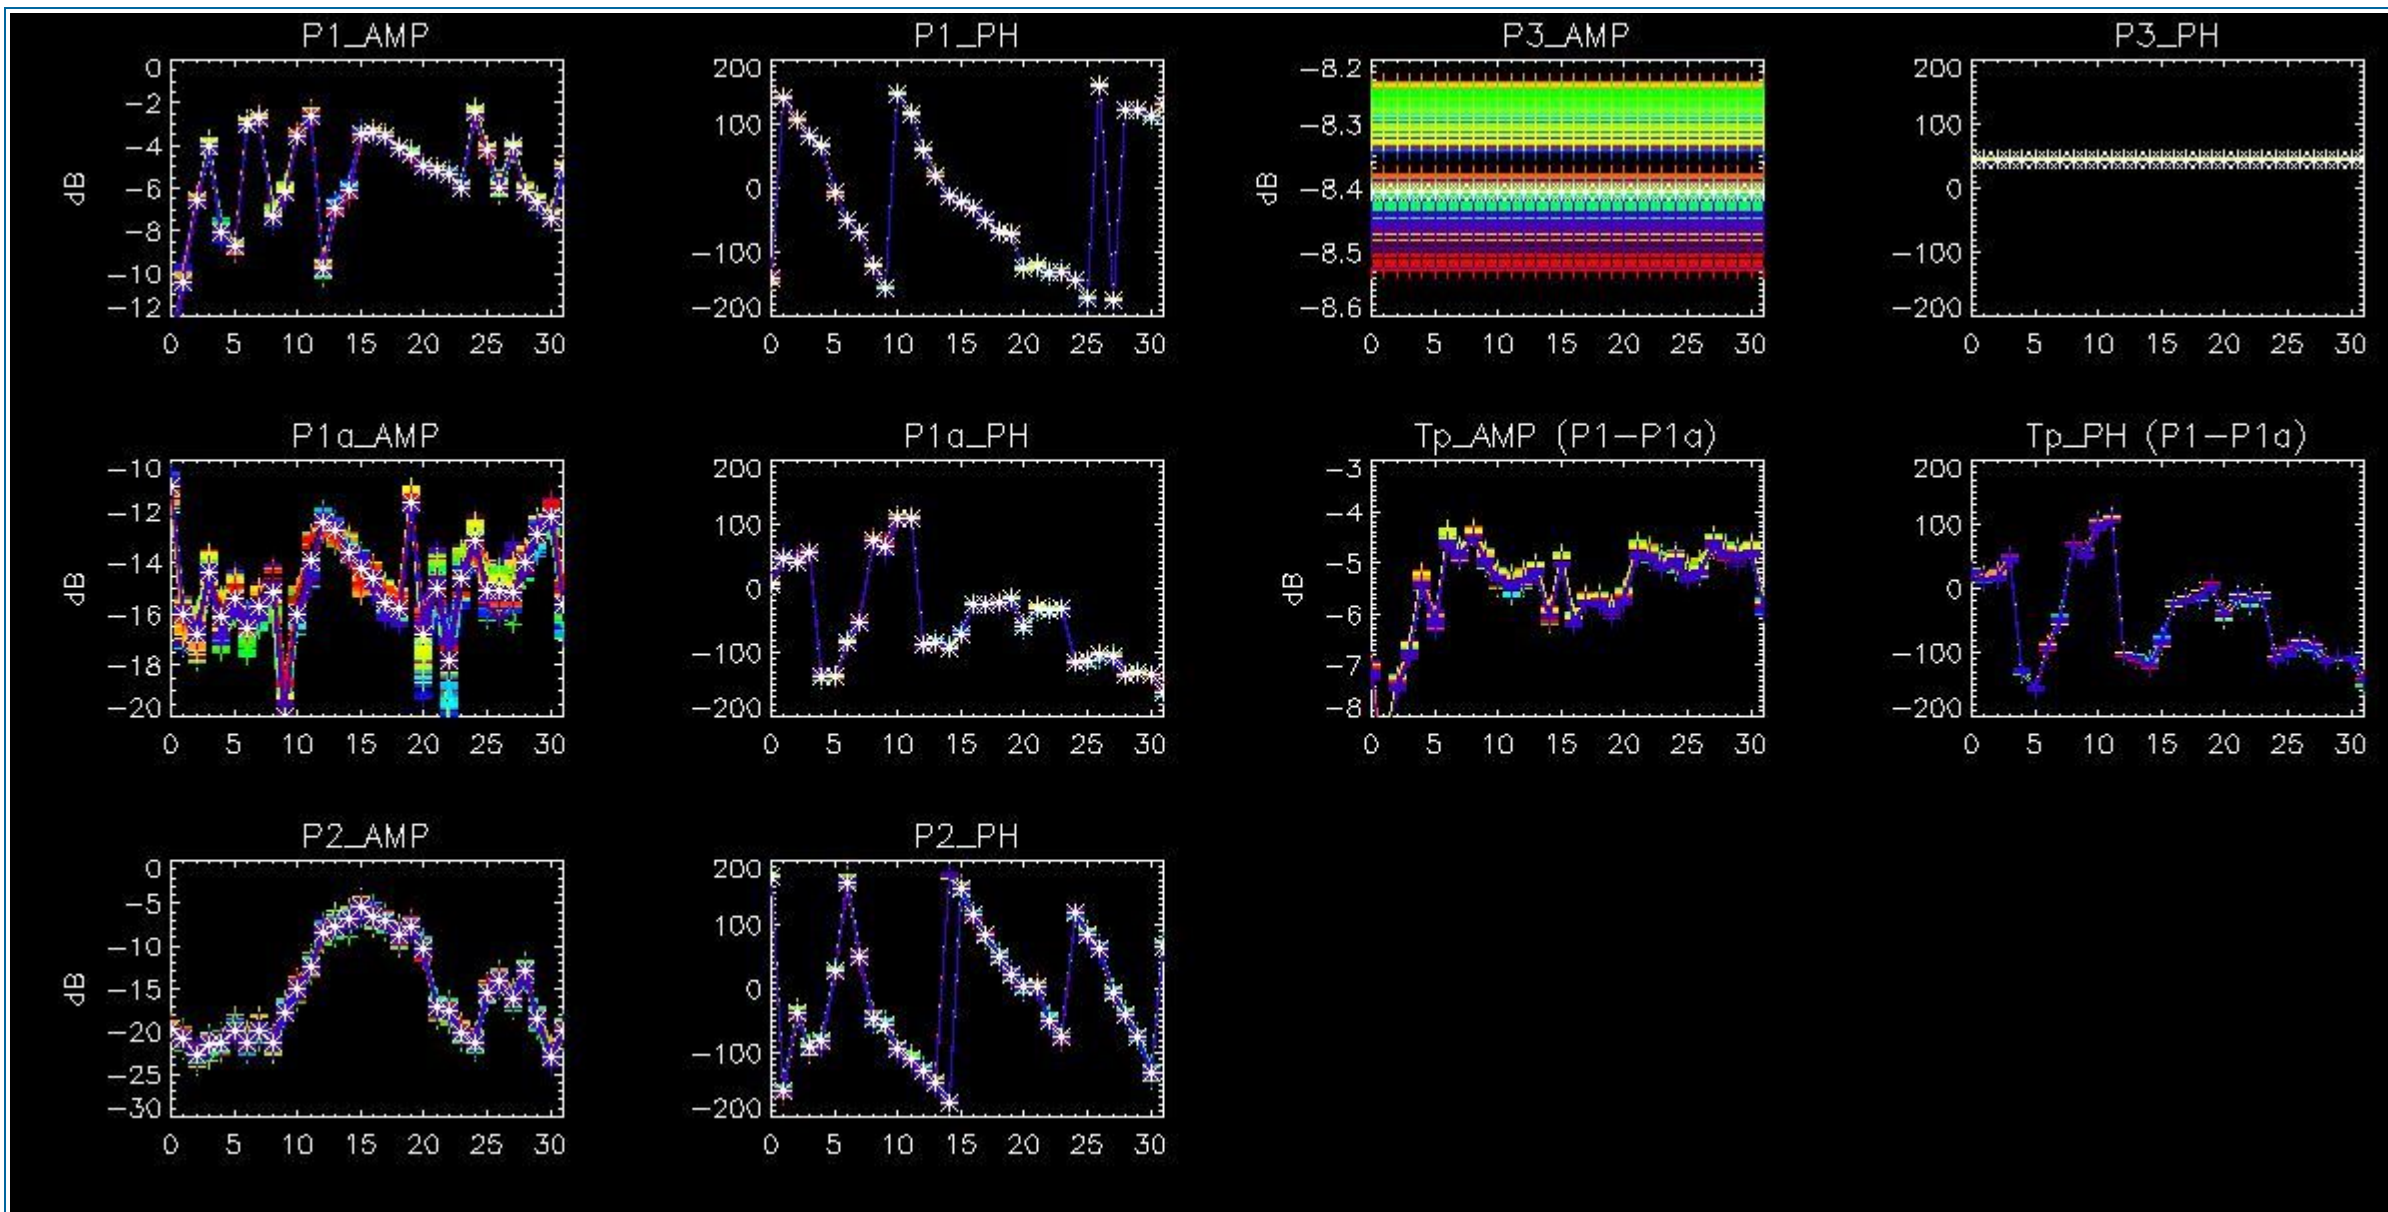 P1_AMP
0
−2
−4
−6
−8
−10
−12
dB
0 5 10 15 20 25 30
P1_PH
200
100
0
−100
−200
0 5 10 15 20 25 30
P3_AMP
−8.2
−8.3
−8.4
−8.5
−8.6
dB
0 5 10 15 20 25 30
P3_PH
200
100
0
−100
−200
0 5 10 15 20 25 30
P1a_AMP
−10
−12
−14
−16
−18
−20
dB
0 5 10 15 20 25 30
P1a_PH
200
100
0
−100
−200
0 5 10 15 20 25 30
Tp_AMP (P1−P1a)
−3
−4
−5
−6
−7
−8
dB
0 5 10 15 20 25 30
Tp_PH (P1−P1a)
200
100
0
−100
−200
0 5 10 15 20 25 30
P2_AMP
0
−5
−10
−15
−20
−25
−30
dB
0 5 10 15 20 25 30
P2_PH
200
100
0
−100
−200
0 5 10 15 20 25 30